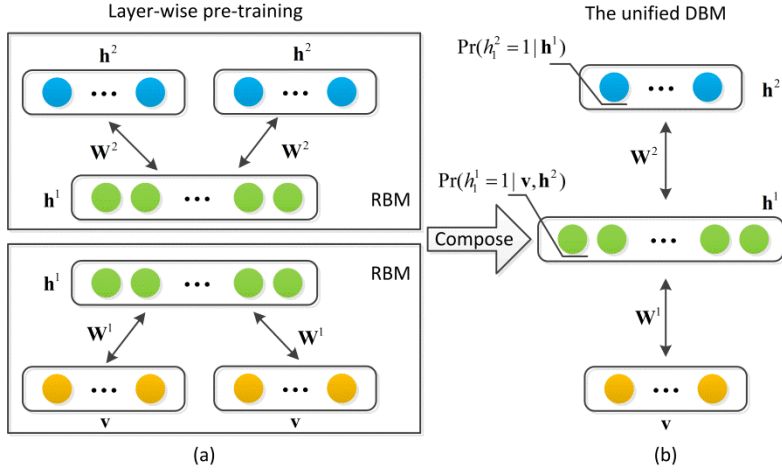 Layer-wise pre-training
h²
h²
•••
•••
W²
W²
h¹
•••
RBM
h¹
•••
RBM
W¹
W¹
•••
•••
v
v
(a)
Compose
The unified DBM
Pr(h₁² = 1 | h¹)
•••
h²
W²
Pr(h₁¹ = 1 | v, h²)
h¹
•••
W¹
•••
v
(b)